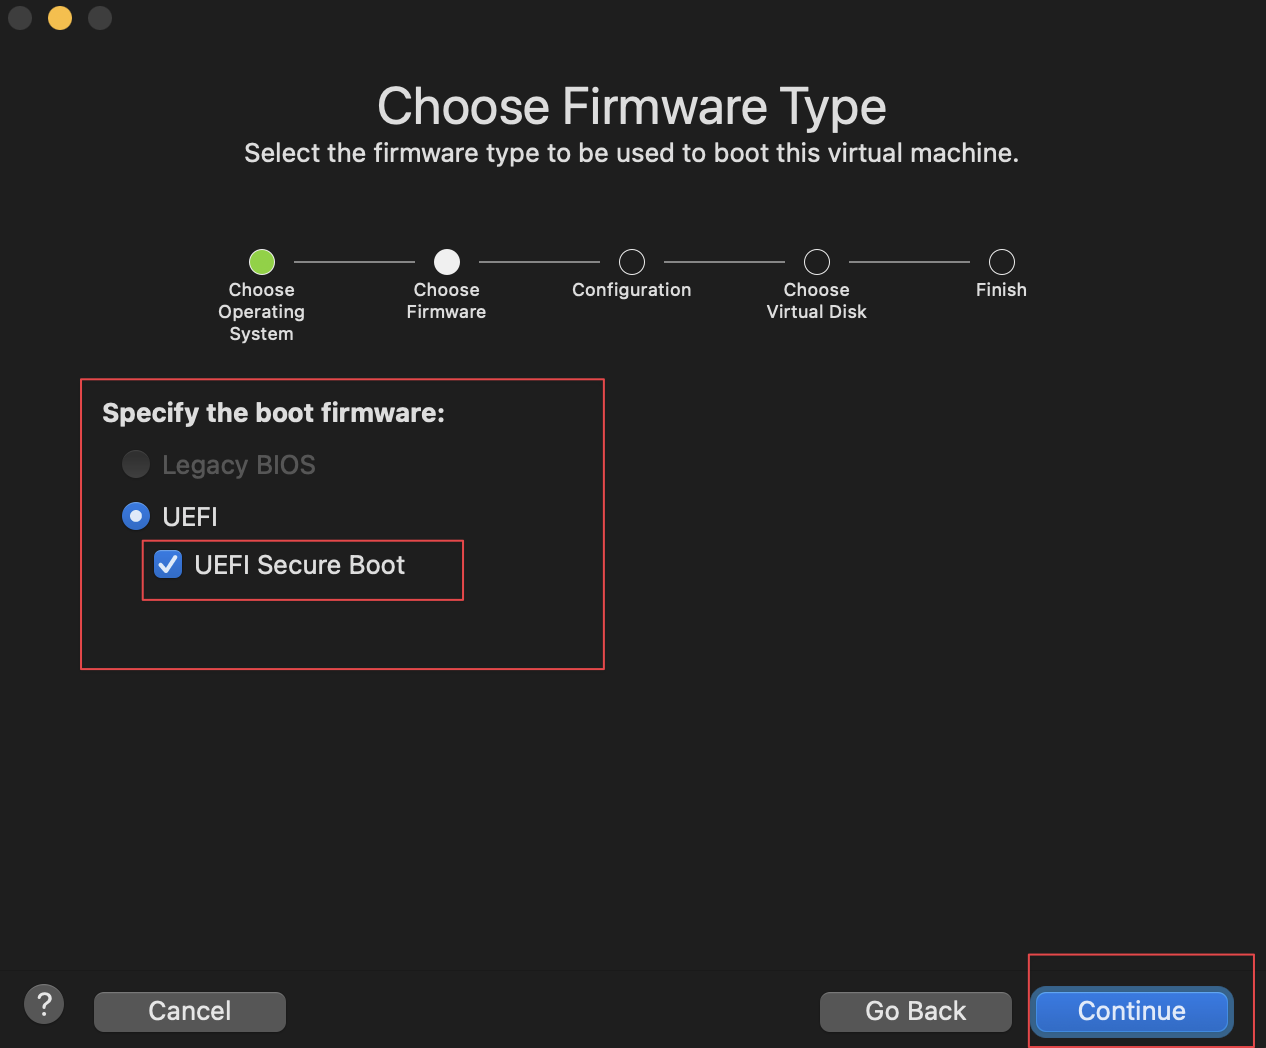 Choose Firmware Type
Select the firmware type to be used to boot this virtual machine.
Choose
Operating
System
Choose
Firmware
Configuration
Choose
Virtual Disk
Finish
Specify the boot firmware:
Legacy BIOS
UEFI
UEFI Secure Boot
?
Cancel
Go Back
Continue